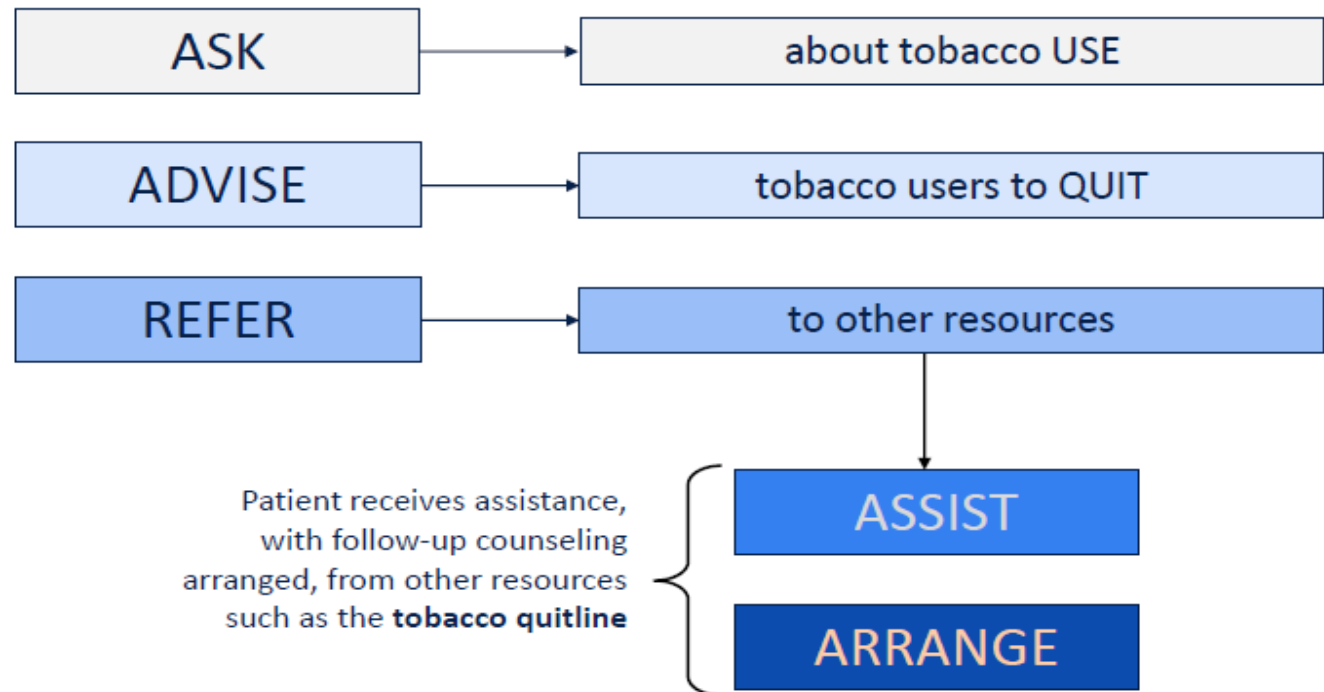 ASK
about tobacco USE
ADVISE
tobacco users to QUIT
REFER
to other resources
Patient receives assistance,
with follow-up counseling
arranged, from other resources
such as the tobacco quitline
ASSIST
ARRANGE